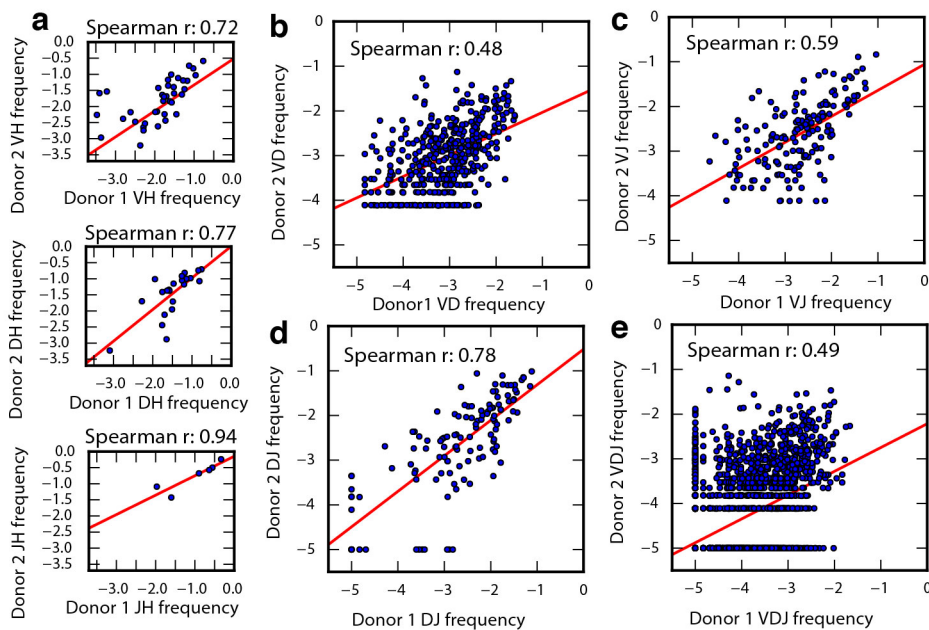 a
Spearman r: 0.72
0.0
−0.5
−1.0
−1.5
−2.0
−2.5
−3.0
−3.5
−3.0 −2.0 −1.0 0.0
Donor 2 VH frequency
Donor 1 VH frequency
Spearman r: 0.77
0.0
−0.5
−1.0
−1.5
−2.0
−2.5
−3.0
3.5
−3.0 −2.0 −1.0 0.0
Donor 2 DH frequency
Donor 1 DH frequency
Spearman r: 0.94
0.0
−0.5
−1.0
−1.5
−2.0
−2.5
−3.0
−3.5
−3.0 −2.0 −1.0 0.0
Donor 2 JH frequency
Donor 1 JH frequency
b
Spearman r: 0.48
0
−1
−2
−3
−4
−5
−5 −4 −3 −2 −1 0
Donor 2 VD frequency
Donor1 VD frequency
c
Spearman r: 0.59
0
−1
−2
−3
−4
−5
−5 −4 −3 −2 −1 0
Donor 2 VJ frequency
Donor 1 VJ frequency
d
Spearman r: 0.78
0
−1
−2
−3
−4
−5
−5 −4 −3 −2 −1 0
Donor 2 DJ frequency
Donor 1 DJ frequency
e
Spearman r: 0.49
0
−1
−2
−3
−4
−5
−5 −4 −3 −2 −1 0
Donor 2 VDJ frequency
Donor 1 VDJ frequency